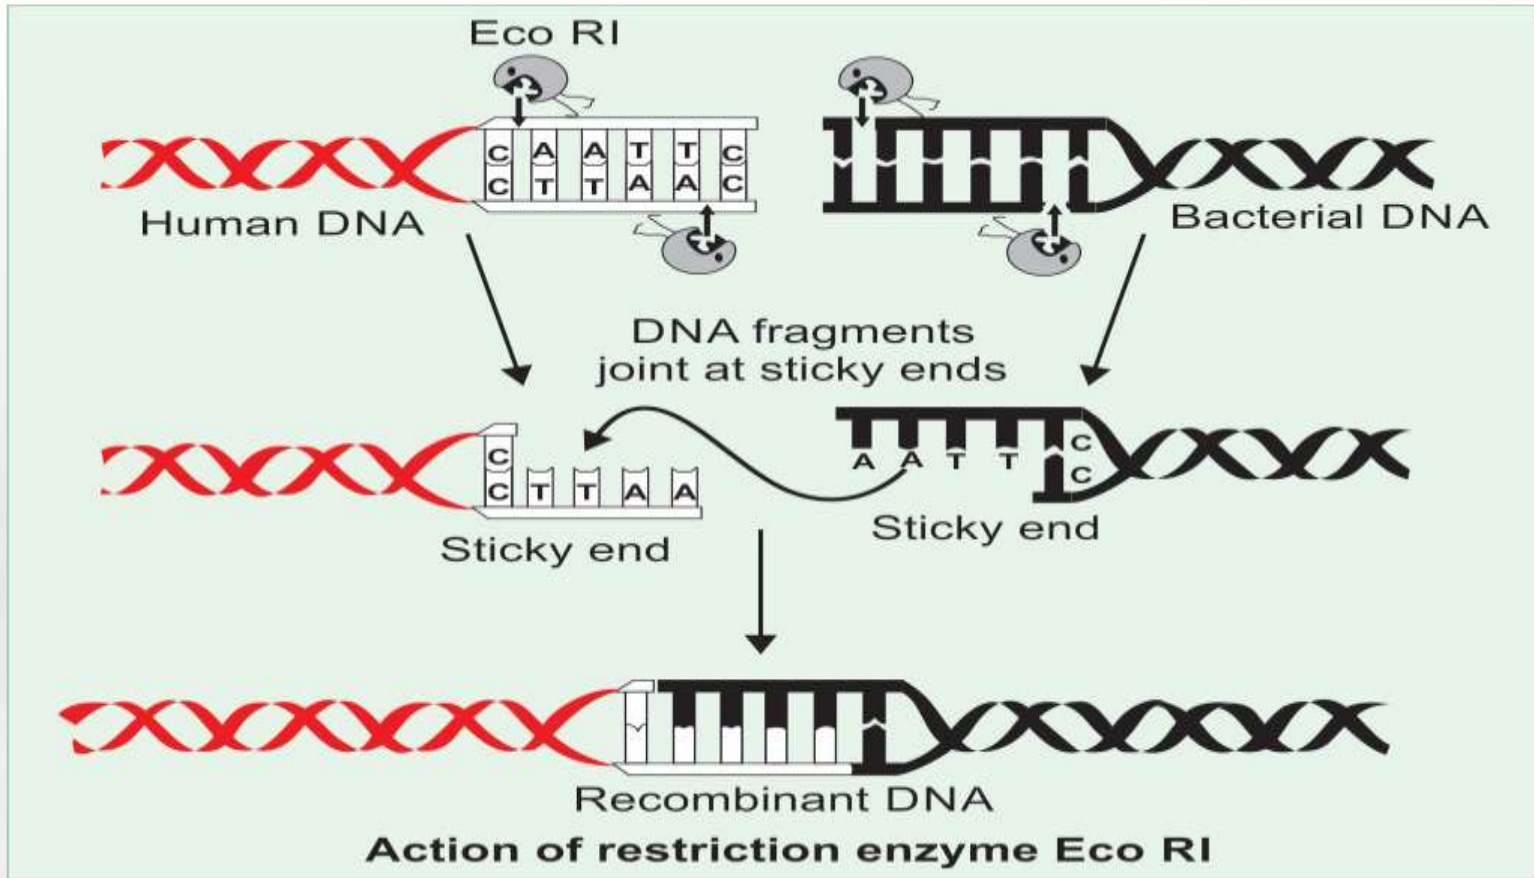 Eco RI
C A A T T C
C T T A A C
Human DNA
Bacterial DNA
DNA fragments
joint at sticky ends
C
C T T A A
A A T T C
C
Sticky end
Sticky end
Recombinant DNA
Action of restriction enzyme Eco RI